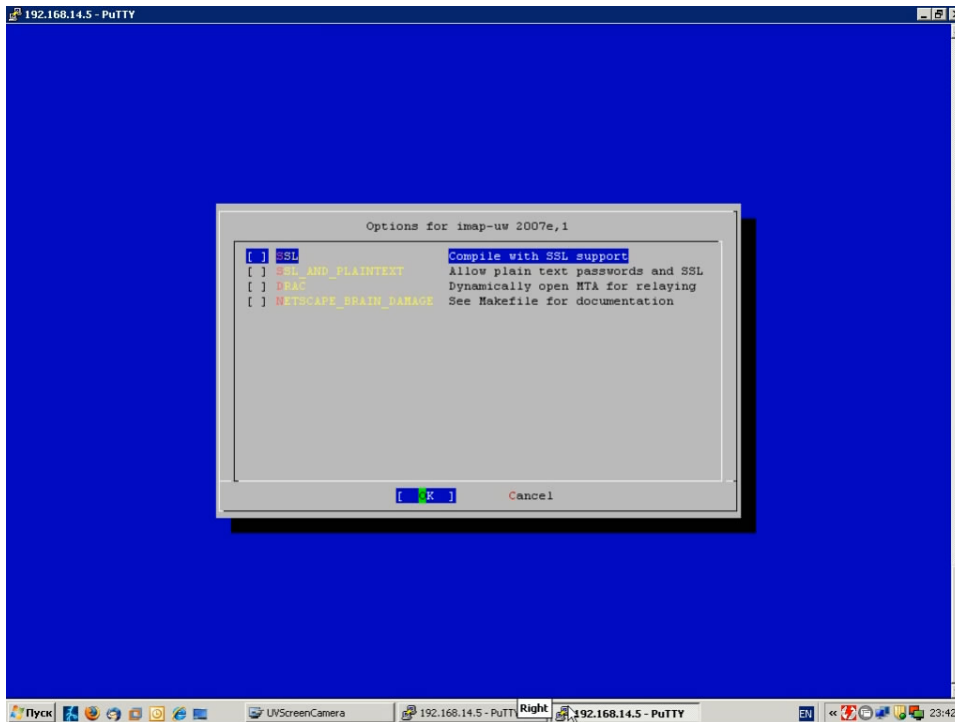 192.168.14.5 - PuTTY
Options for imap-uw 2007e,1
[ ] SSL Compile with SSL support
[ ] SSL_AND_PLAINTEXT Allow plain text passwords and SSL
[ ] DRAC Dynamically open MTA for relaying
[ ] NETSCAPE_BRAIN_DAMAGE See Makefile for documentation
[ OK ] Cancel
Пуск UVScreenCamera 192.168.14.5 - PuTTY Right 192.168.14.5 - PuTTY EN « 23:42